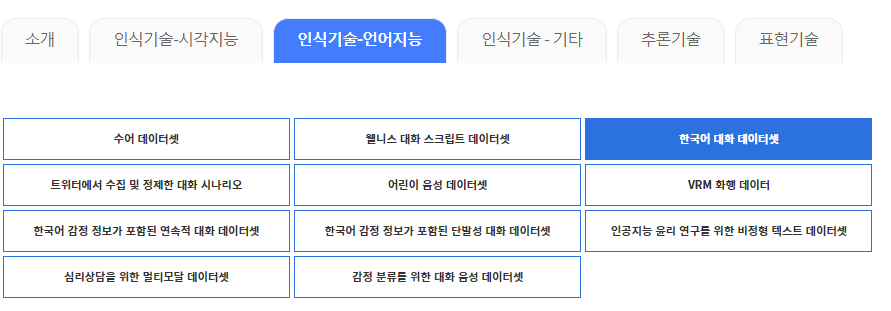 소개
인식기술-시각지능
인식기술-언어지능
인식기술 - 기타
추론기술
표현기술
수어 데이터셋
웰니스 대화 스크립트 데이터셋
한국어 대화 데이터셋
트위터에서 수집 및 정제한 대화 시나리오
어린이 음성 데이터셋
VRM 화행 데이터
한국어 감정 정보가 포함된 연속적 대화 데이터셋
한국어 감정 정보가 포함된 단발성 대화 데이터셋
인공지능 윤리 연구를 위한 비정형 텍스트 데이터셋
심리상담을 위한 멀티모달 데이터셋
감정 분류를 위한 대화 음성 데이터셋